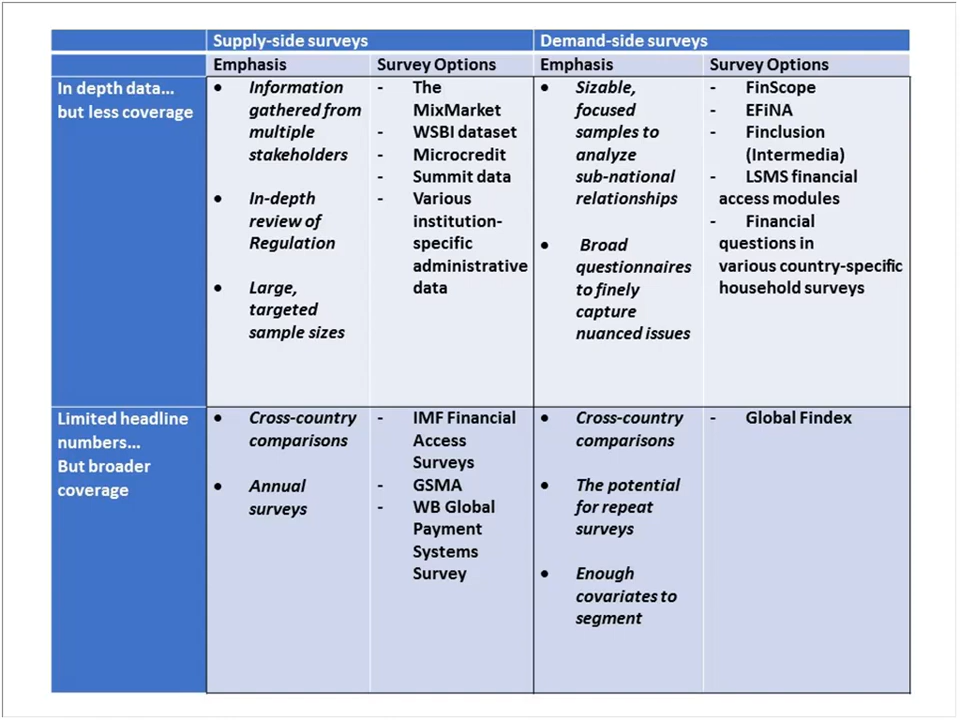 Supply-side surveys
Demand-side surveys
Emphasis
Survey Options
Emphasis
Survey Options
In depth data…
but less coverage
• Information
gathered from
multiple
stakeholders
• In-depth
review of
Regulation
• Large,
targeted
sample sizes
- The
MixMarket
- WSBI dataset
- Microcredit
- Summit data
- Various
institution-
specific
administrative
data
• Sizable,
focused
samples to
analyze
sub-national
relationships
• Broad
questionnaires
to finely
capture
nuanced issues
- FinScope
- EFiNA
- Finclusion
(Intermedia)
- LSMS financial
access modules
- Financial
questions in
various country-specific
household surveys
Limited headline
numbers…
But broader
coverage
• Cross-country
comparisons
• Annual
surveys
- IMF Financial
Access
Surveys
- GSMA
- WB Global
Payment
Systems
Survey
• Cross-country
comparisons
• The potential
for repeat
surveys
• Enough
covariates to
segment
- Global Findex